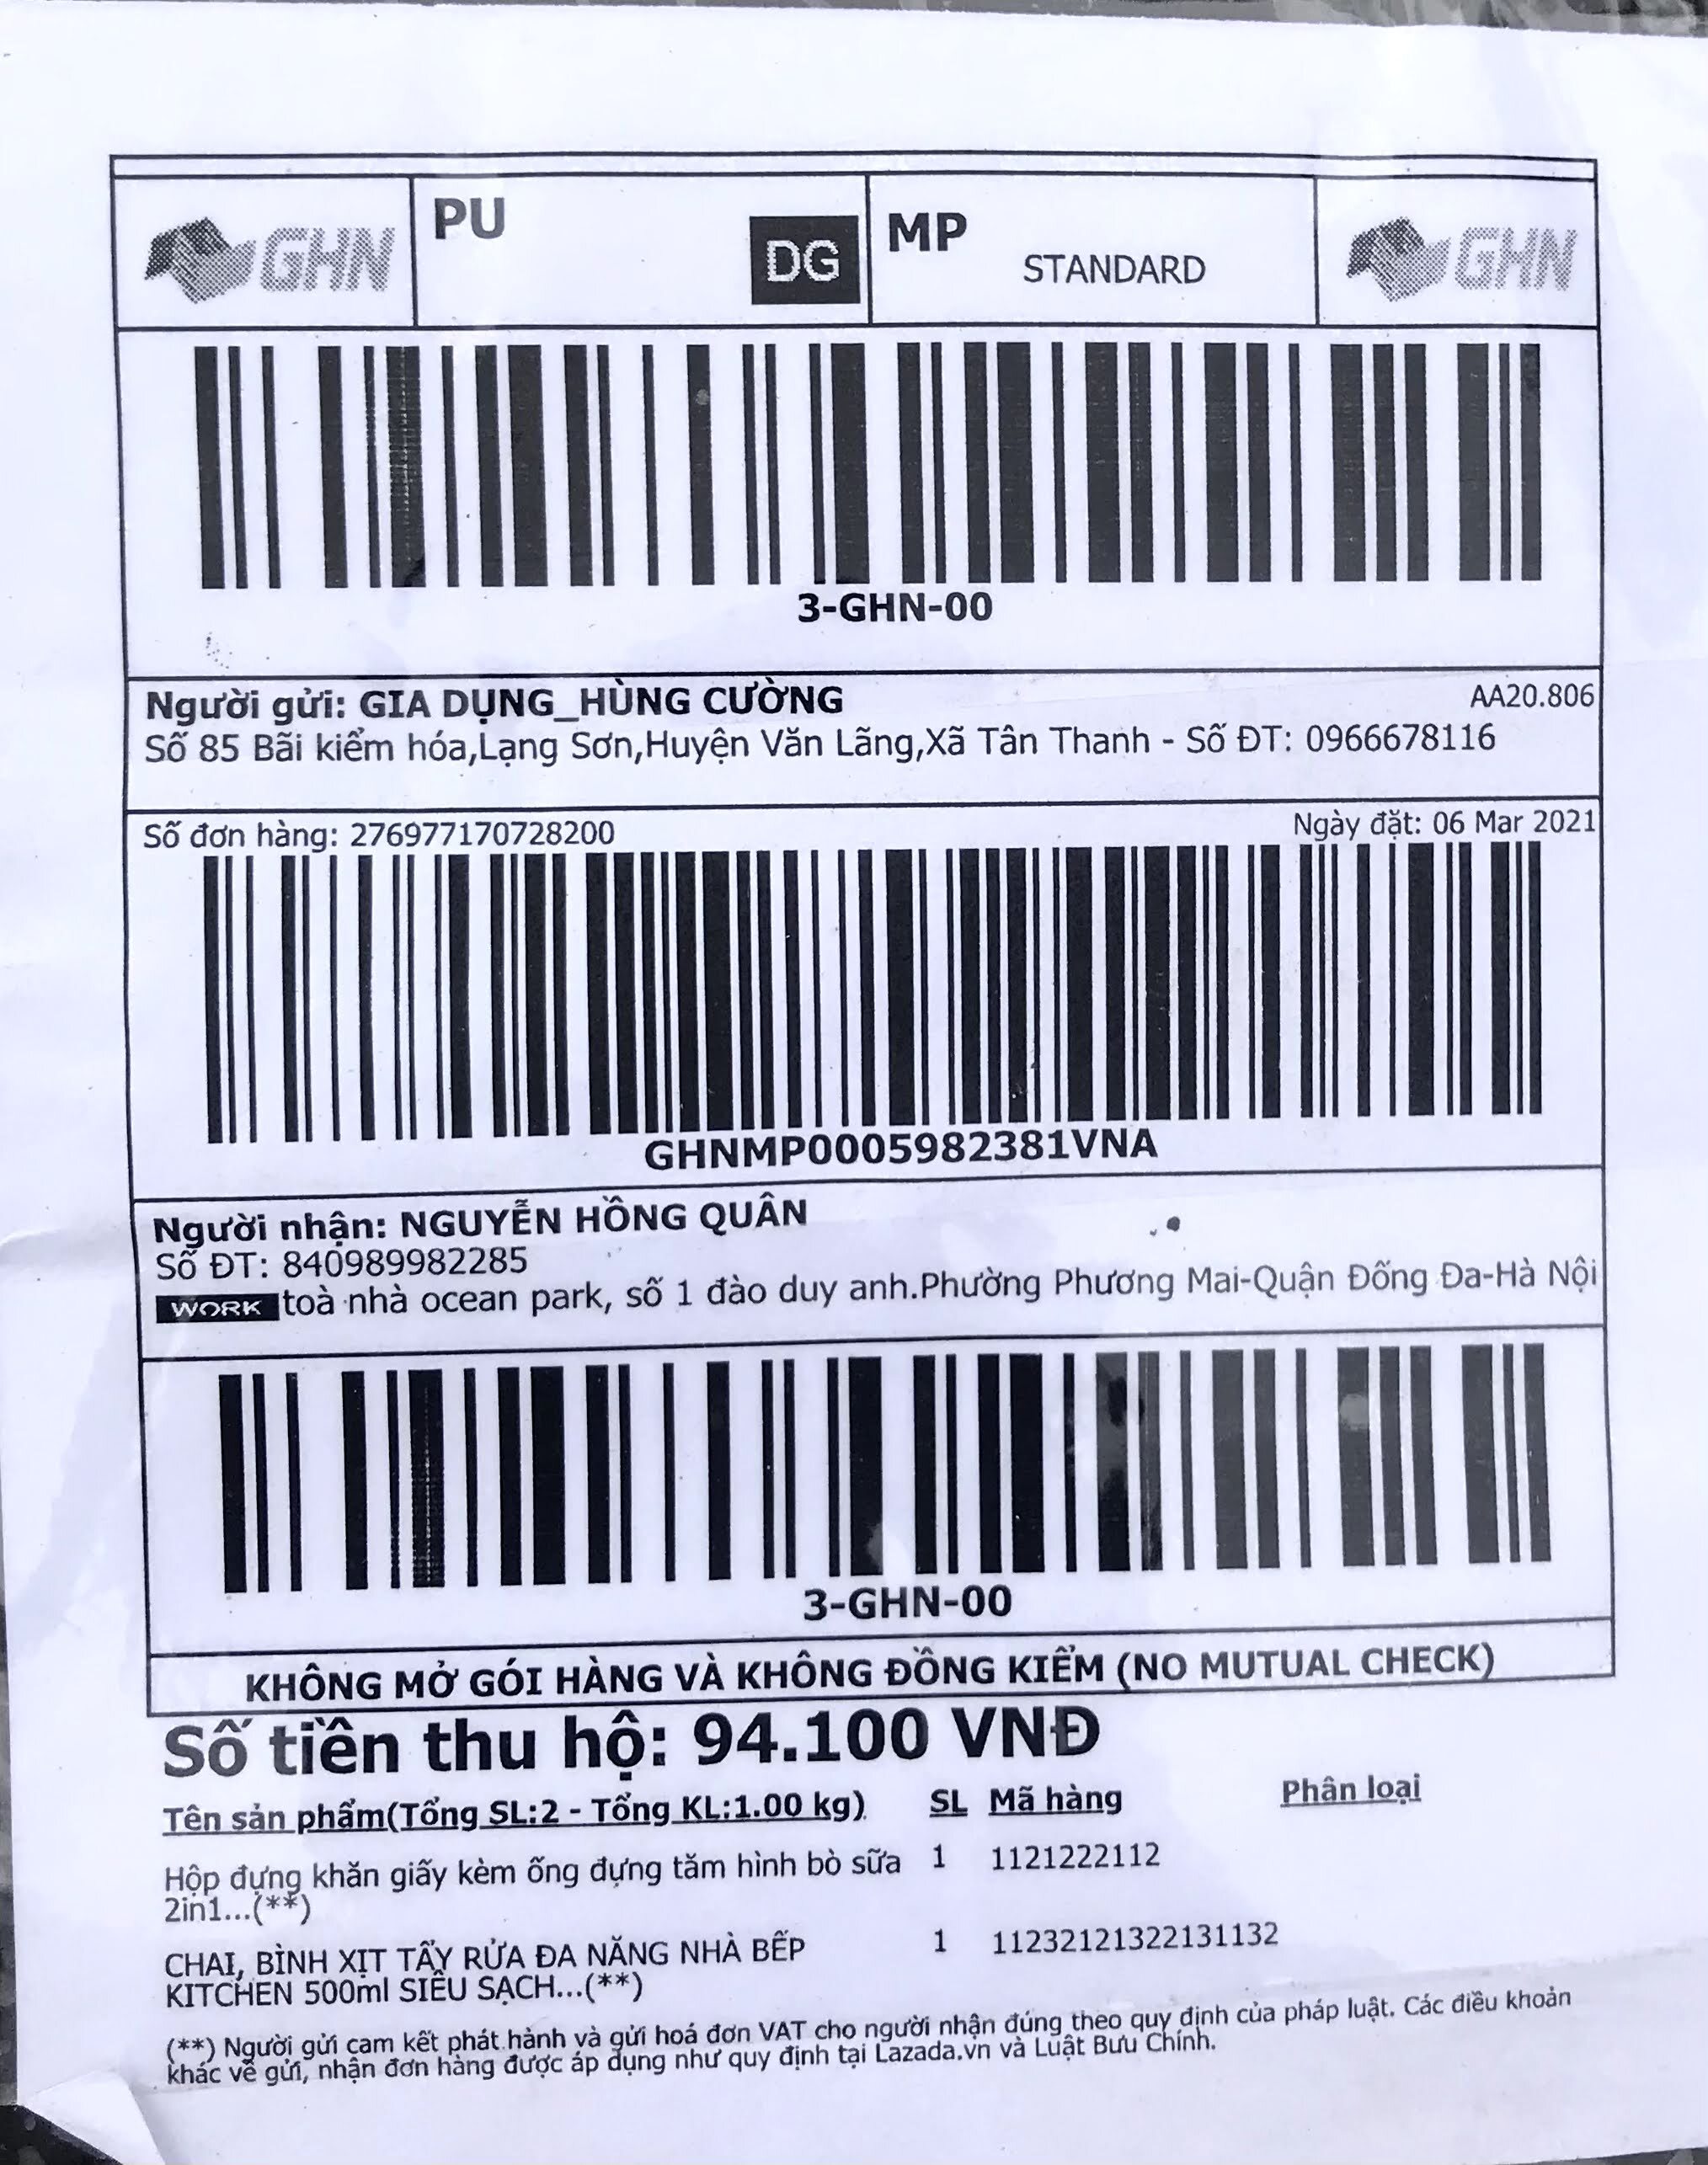 GHN
PU
DG
MP
STANDARD
GHN
3-GHN-00
Người gửi: GIA DỤNG_HÙNG CƯỜNG
AA20.806
Số 85 Bãi kiểm hóa,Lạng Sơn,Huyện Văn Lãng,Xã Tân Thanh - Số ĐT: 0966678116
Số đơn hàng: 276977170728200
Ngày đặt: 06 Mar 2021
GHNMP0005982381VNA
Người nhận: NGUYỄN HỒNG QUÂN
Số ĐT: 840989982285
WORK toà nhà ocean park, số 1 đào duy anh.Phường Phương Mai-Quận Đống Đa-Hà Nội
3-GHN-00
KHÔNG MỞ GÓI HÀNG VÀ KHÔNG ĐỒNG KIỂM (NO MUTUAL CHECK)
Số tiền thu hộ: 94.100 VNĐ
Tên sản phẩm(Tổng SL:2 - Tổng KL:1.00 kg) SL Mã hàng Phân loại
Hộp đựng khăn giấy kèm ống đựng tăm hình bò sữa 1 1121222112
2in1...(**)
CHAI, BÌNH XỊT TẨY RỬA ĐA NĂNG NHÀ BẾP 1 11232121322131132
KITCHEN 500ml SIÊU SẠCH...(**)
(**) Người gửi cam kết phát hành và gửi hoá đơn VAT cho người nhận đúng theo quy định của pháp luật. Các điều khoản
khác về gửi, nhận đơn hàng được áp dụng như quy định tại Lazada.vn và Luật Bưu Chính.